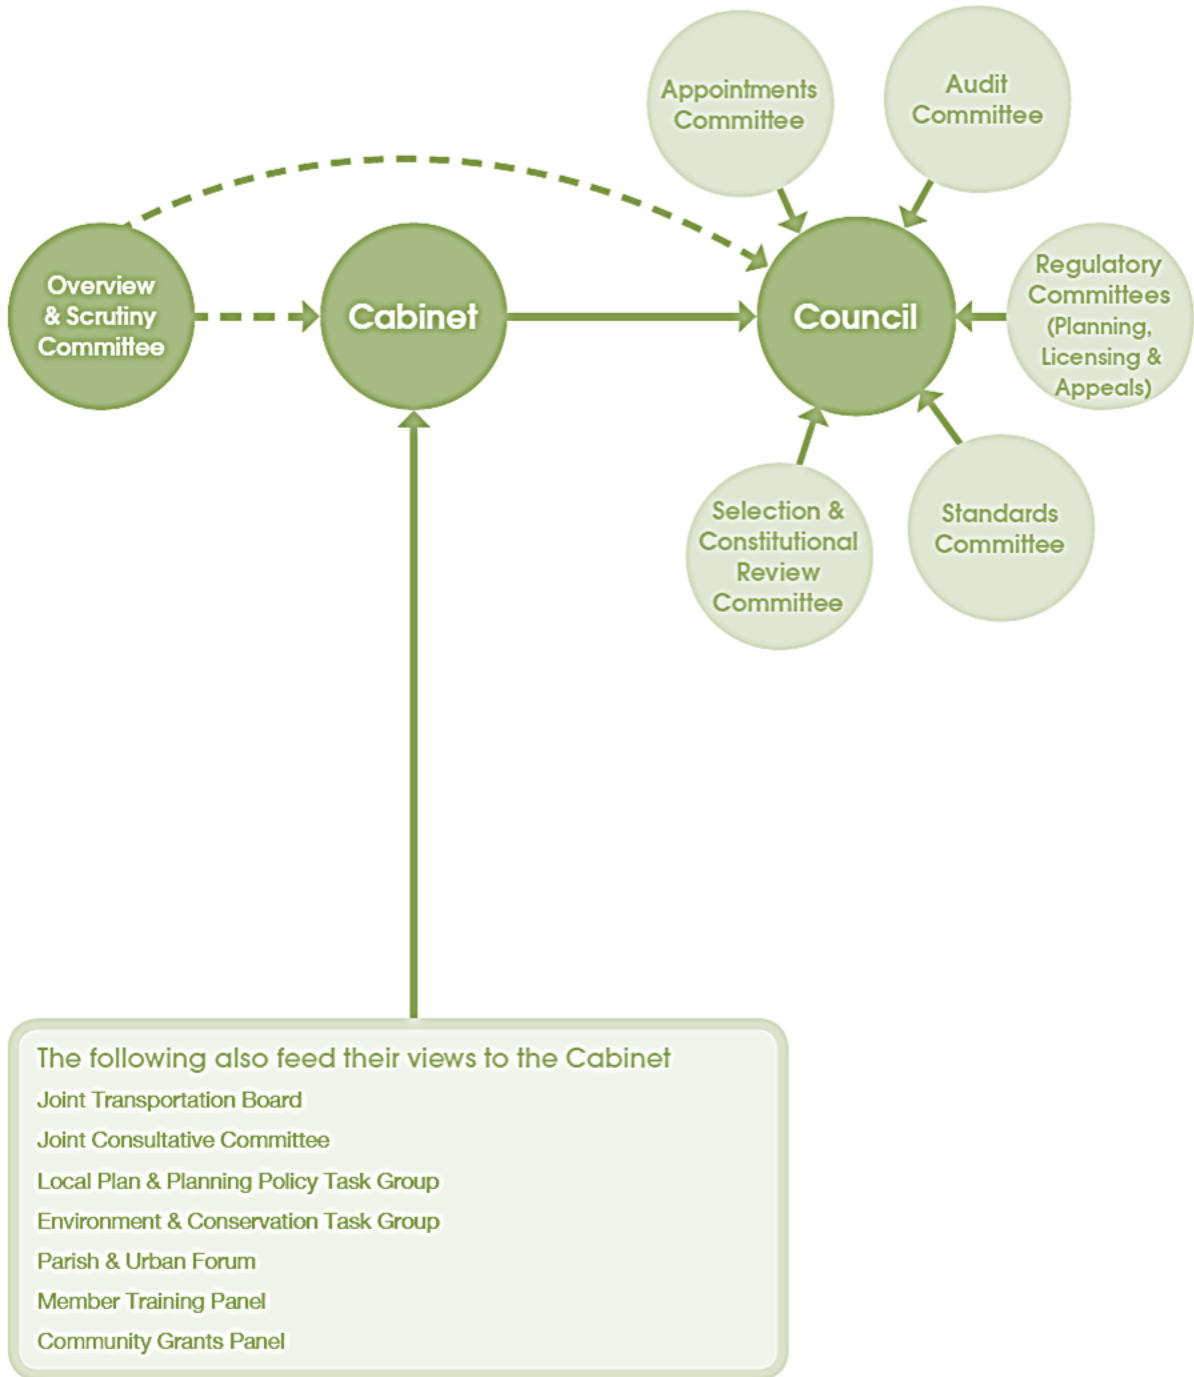 Appointments
Committee
Audit
Committee
Overview
& Scrutiny
Committee
Cabinet
Council
Regulatory
Committees
(Planning,
Licensing &
Appeals)
Selection &
Constitutional
Review
Committee
Standards
Committee
The following also feed their views to the Cabinet
Joint Transportation Board
Joint Consultative Committee
Local Plan & Planning Policy Task Group
Environment & Conservation Task Group
Parish & Urban Forum
Member Training Panel
Community Grants Panel